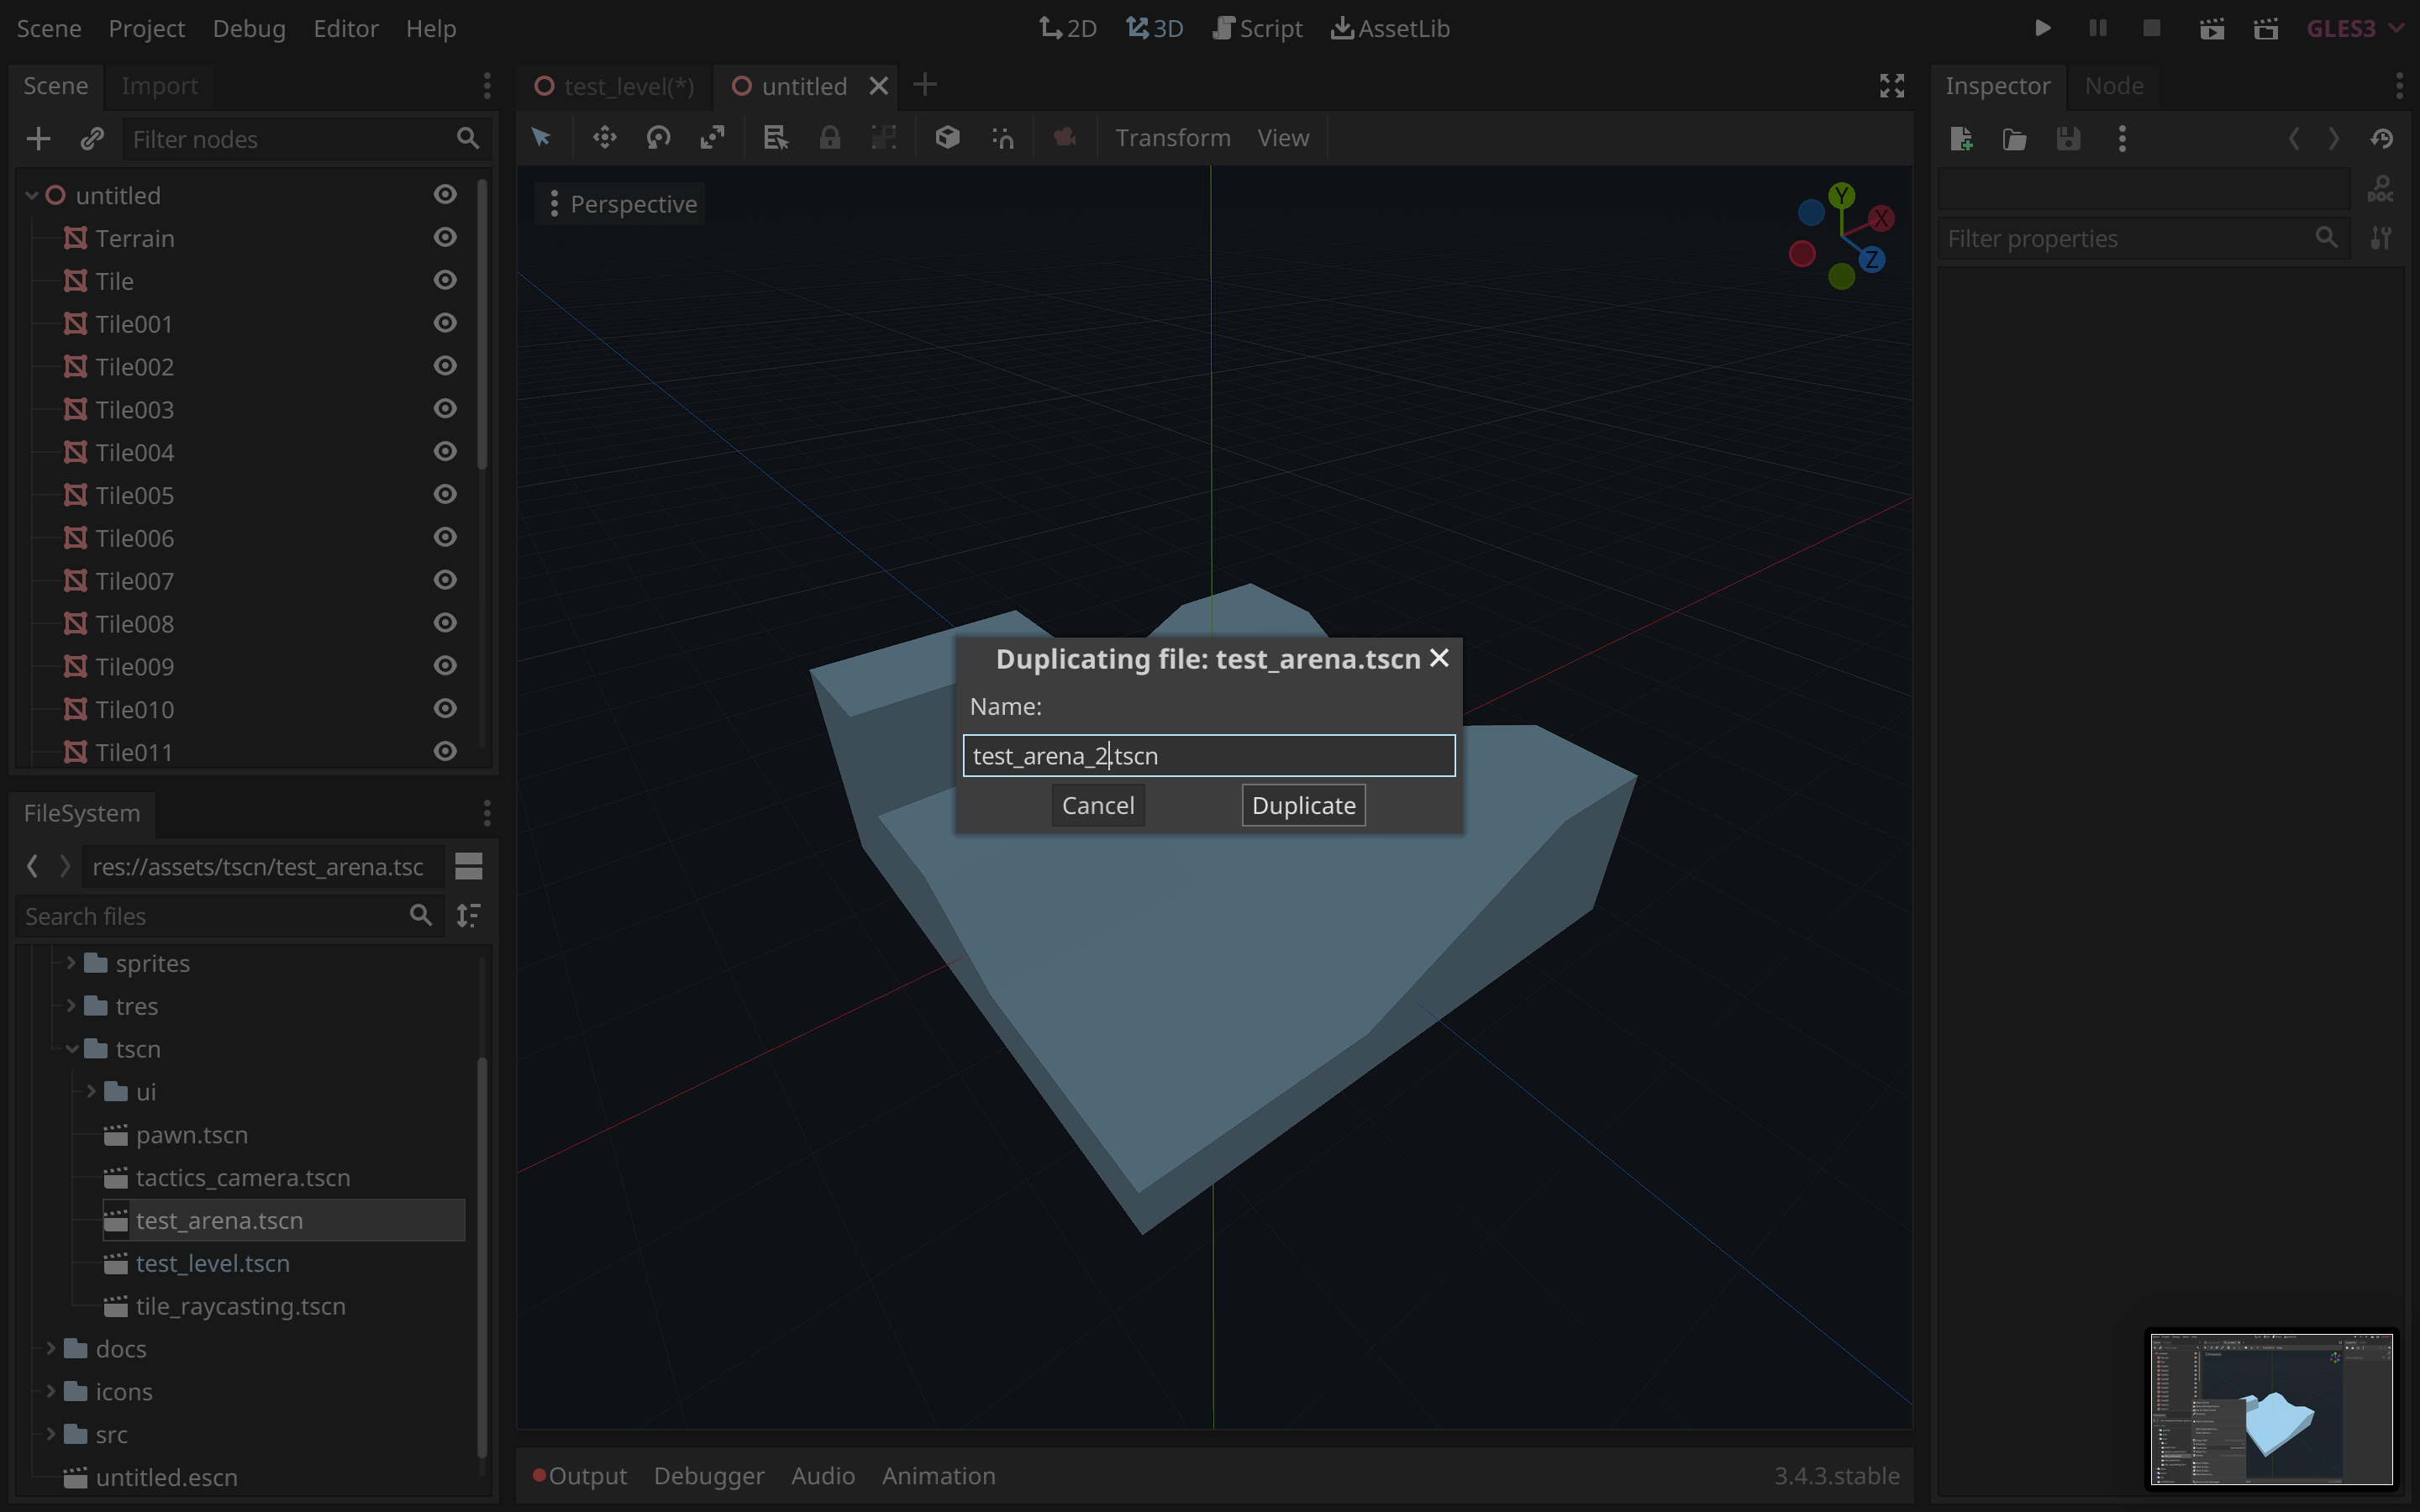 Scene Project Debug Editor Help
2D 3D Script AssetLib
GLES3
Scene Import
Filter nodes
untitled
Terrain
Tile
Tile001
Tile002
Tile003
Tile004
Tile005
Tile006
Tile007
Tile008
Tile009
Tile010
Tile011
FileSystem
res://assets/tscn/test_arena.tsc
Search files
sprites
tres
tscn
ui
pawn.tscn
tactics_camera.tscn
test_arena.tscn
test_level.tscn
tile_raycasting.tscn
docs
icons
src
untitled.escn
test_level(*) untitled
Transform View
Perspective
Y
X
Z
Duplicating file: test_arena.tscn
Name:
test_arena_2.tscn
Cancel Duplicate
Output Debugger Audio Animation 3.4.3.stable
Inspector Node
DOC
Filter properties